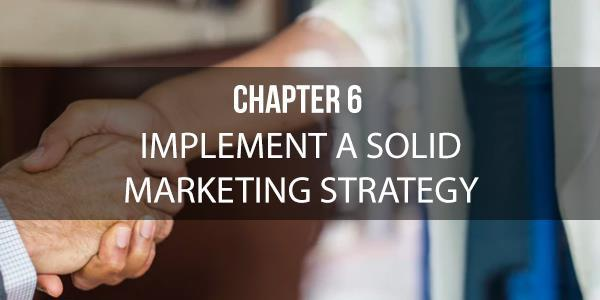 CHAPTER 6
IMPLEMENT A SOLID
MARKETING STRATEGY